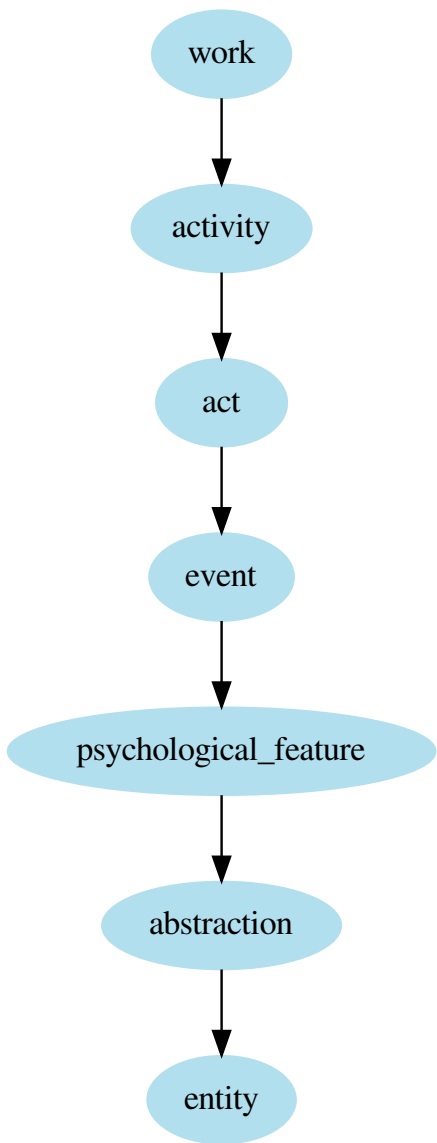 work
activity
act
event
psychological_feature
abstraction
entity